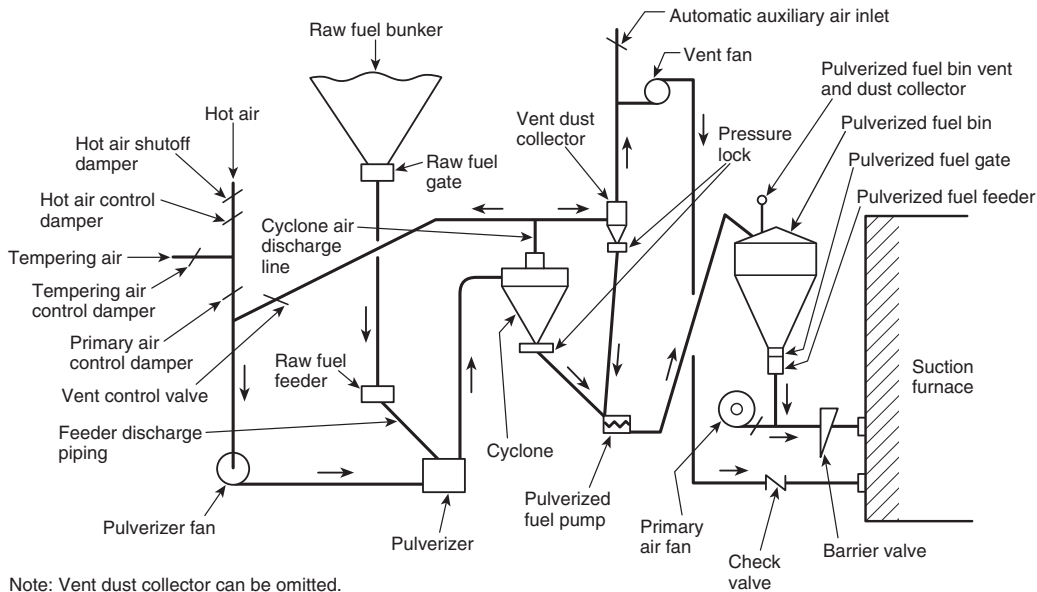 Automatic auxiliary air inlet
Raw fuel bunker
Vent fan
Pulverized fuel bin vent
and dust collector
Hot air
Vent dust
collector
Pressure
lock
Pulverized fuel bin
Hot air shutoff
damper
Raw fuel
gate
Pulverized fuel gate
Pulverized fuel feeder
Hot air control
damper
Cyclone air
discharge
line
Tempering air
Tempering air
control damper
Primary air
control damper
Raw fuel
feeder
Suction
furnace
Vent control valve
Feeder discharge
piping
Cyclone
Pulverizer fan
Pulverizer
Pulverized
fuel pump
Primary
air fan
Check
valve
Barrier valve
Note: Vent dust collector can be omitted.